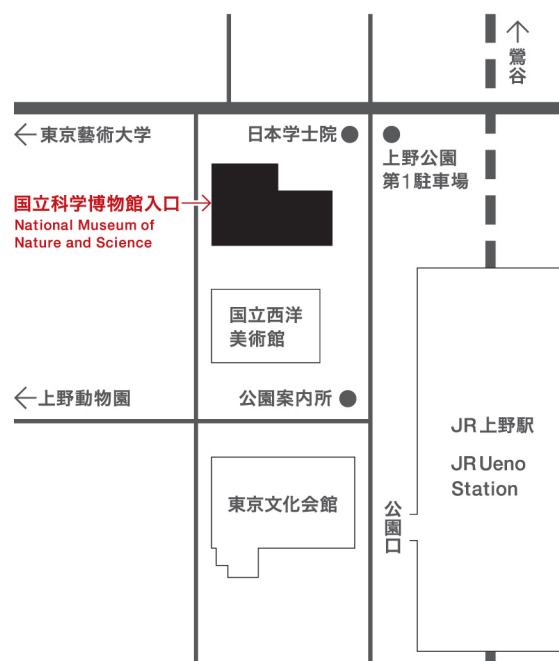 鶯谷
東京藝術大学
日本学士院
上野公園
第1駐車場
国立科学博物館入口
National Museum of
Nature and Science
国立西洋
美術館
上野動物園
公園案内所
JR上野駅
JR Ueno
Station
東京文化会館
公園口